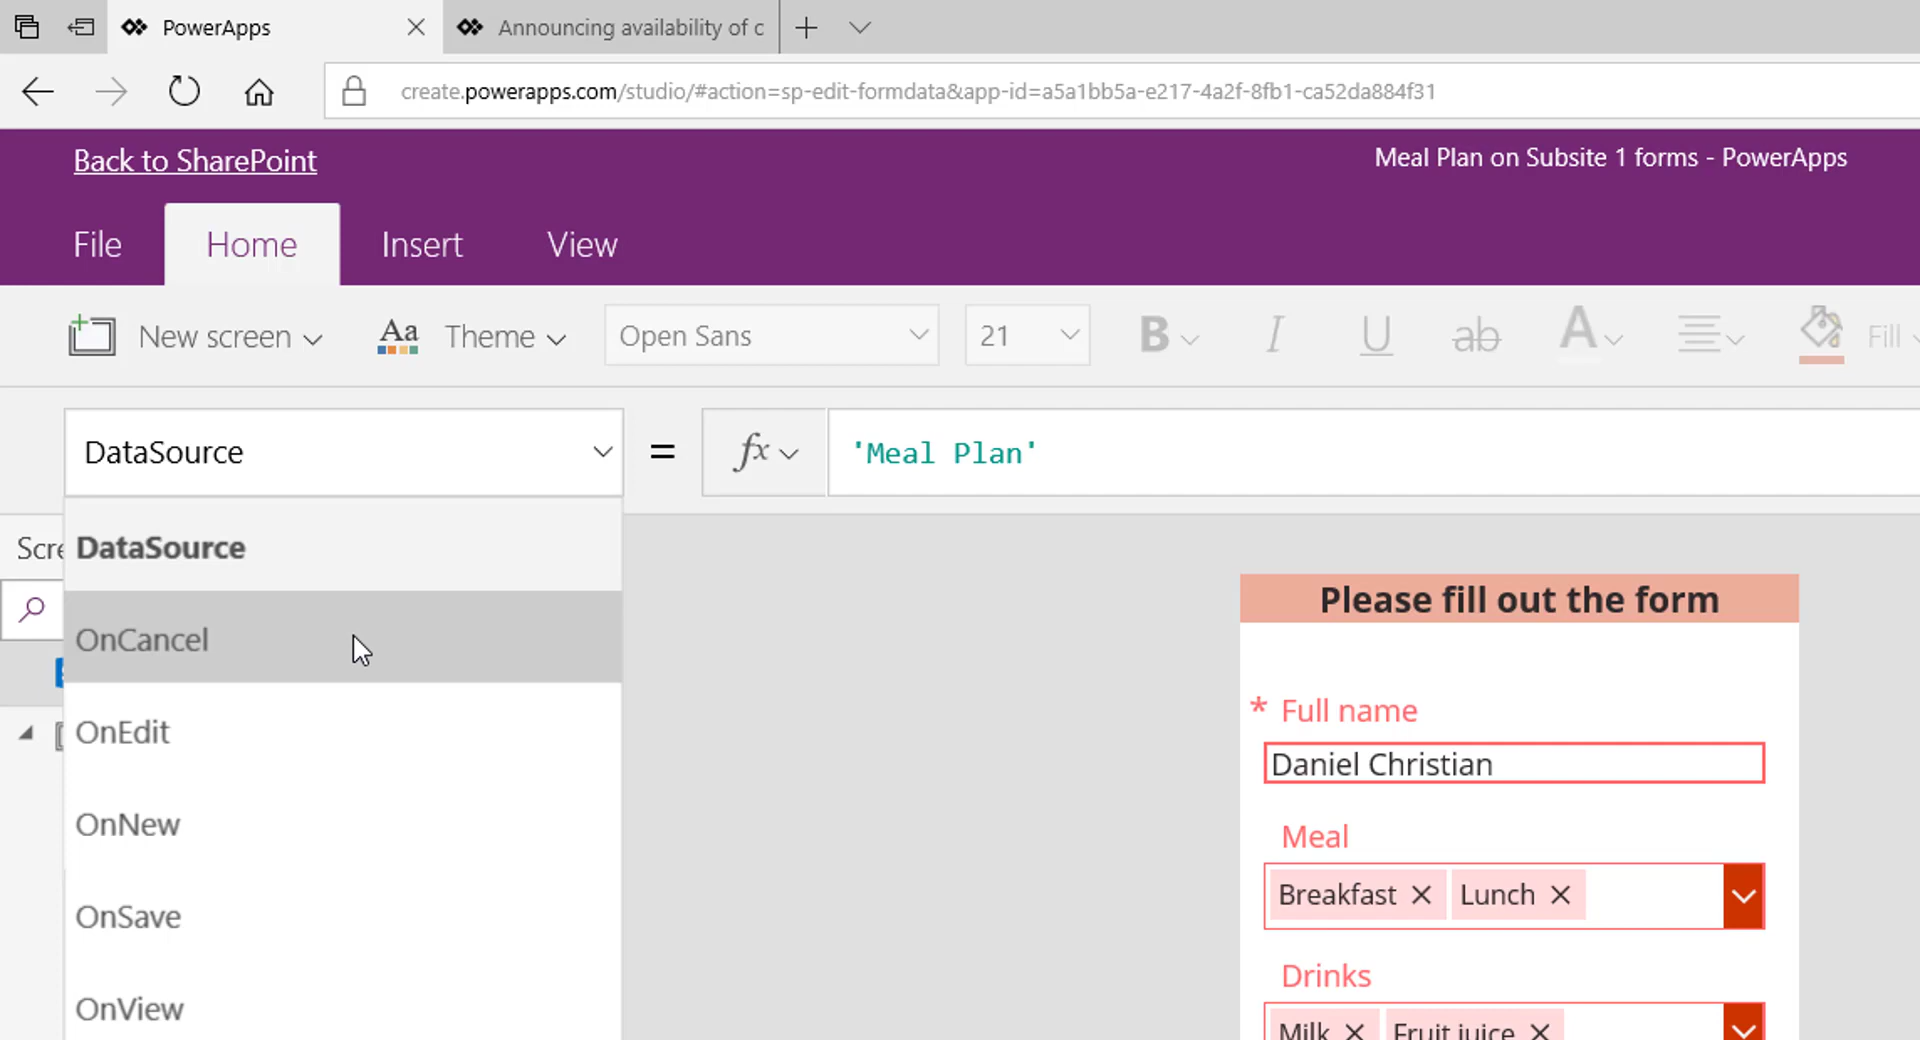 PowerApps
Announcing availability of c
create.powerapps.com/studio/#action=sp-edit-formdata&app-id=a5a1bb5a-e217-4a2f-8fb1-ca52da884f31
Back to SharePoint
Meal Plan on Subsite 1 forms - PowerApps
File Home Insert View
New screen Aa Theme Open Sans 21 B I U ab A Fill
DataSource = fx 'Meal Plan'
Scre
DataSource
OnCancel
OnEdit
OnNew
OnSave
OnView
Please fill out the form
* Full name
Daniel Christian
Meal
Breakfast Lunch
Drinks
Milk Fruit juice